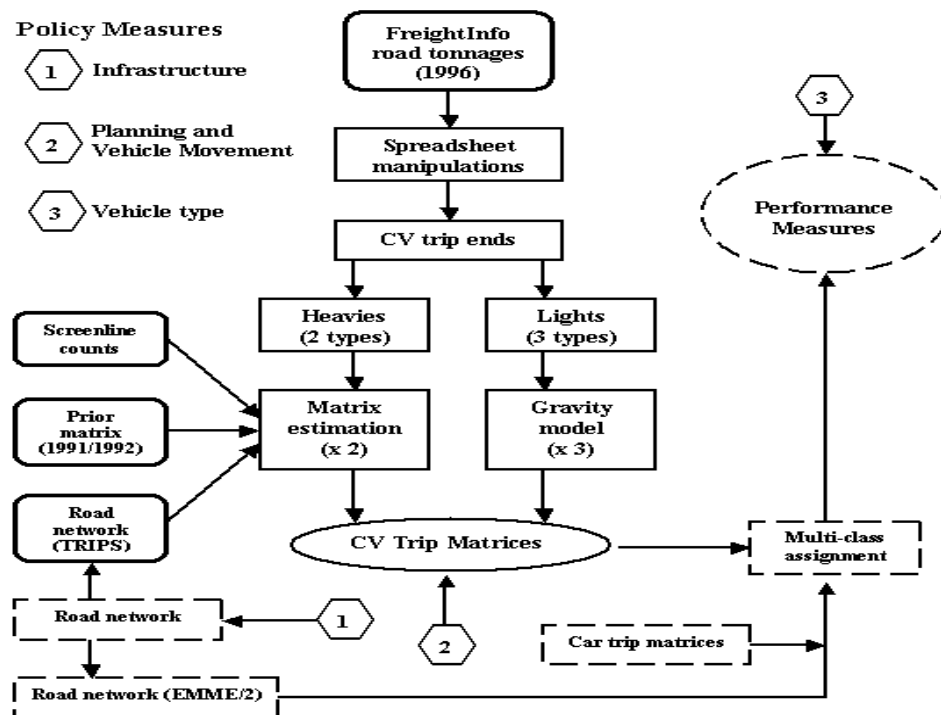 Policy Measures
1 Infrastructure
2 Planning and
Vehicle Movement
3 Vehicle type
FreightInfo
road tonnages
(1996)
Spreadsheet
manipulations
CV trip ends
Heavies
(2 types)
Lights
(3 types)
3
Performance
Measures
Screenline
counts
Prior
matrix
(1991/1992)
Road
network
(TRIPS)
Matrix
estimation
(x 2)
Gravity
model
(x 3)
CV Trip Matrices
Multi-class
assignment
Road network
1
2
Car trip matrices
Road network (EMME/2)